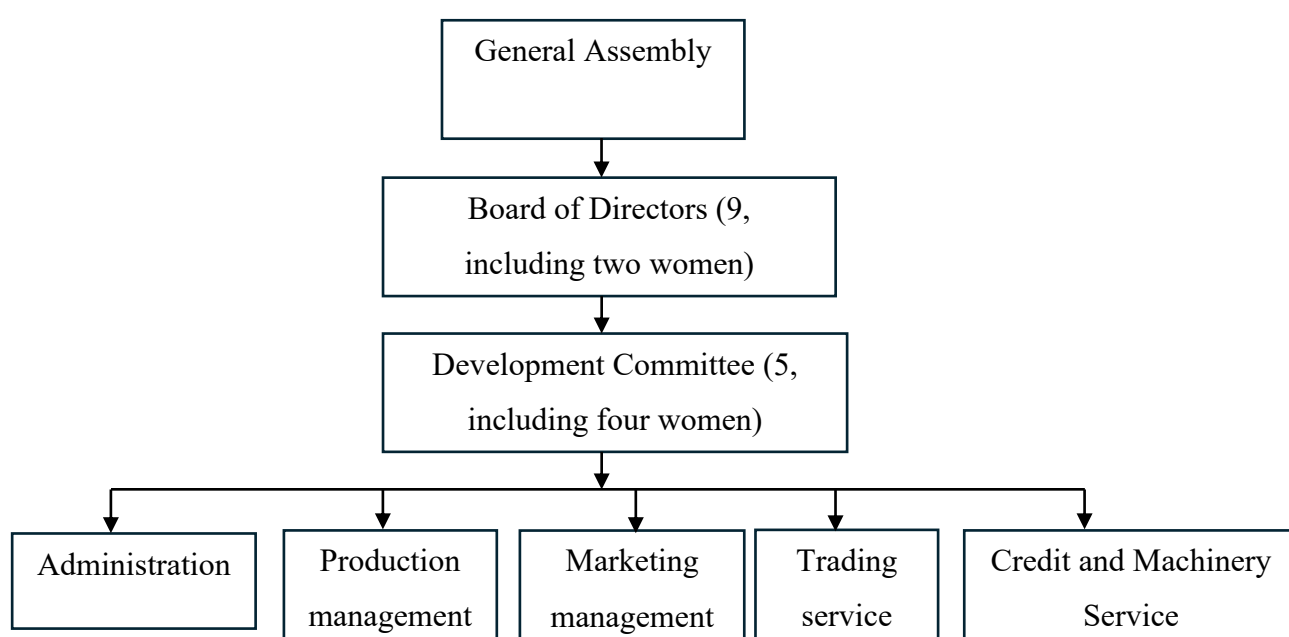 General Assembly
Board of Directors (9,
including two women)
Development Committee (5,
including four women)
Administration
Production
management
Marketing
management
Trading
service
Credit and Machinery
Service